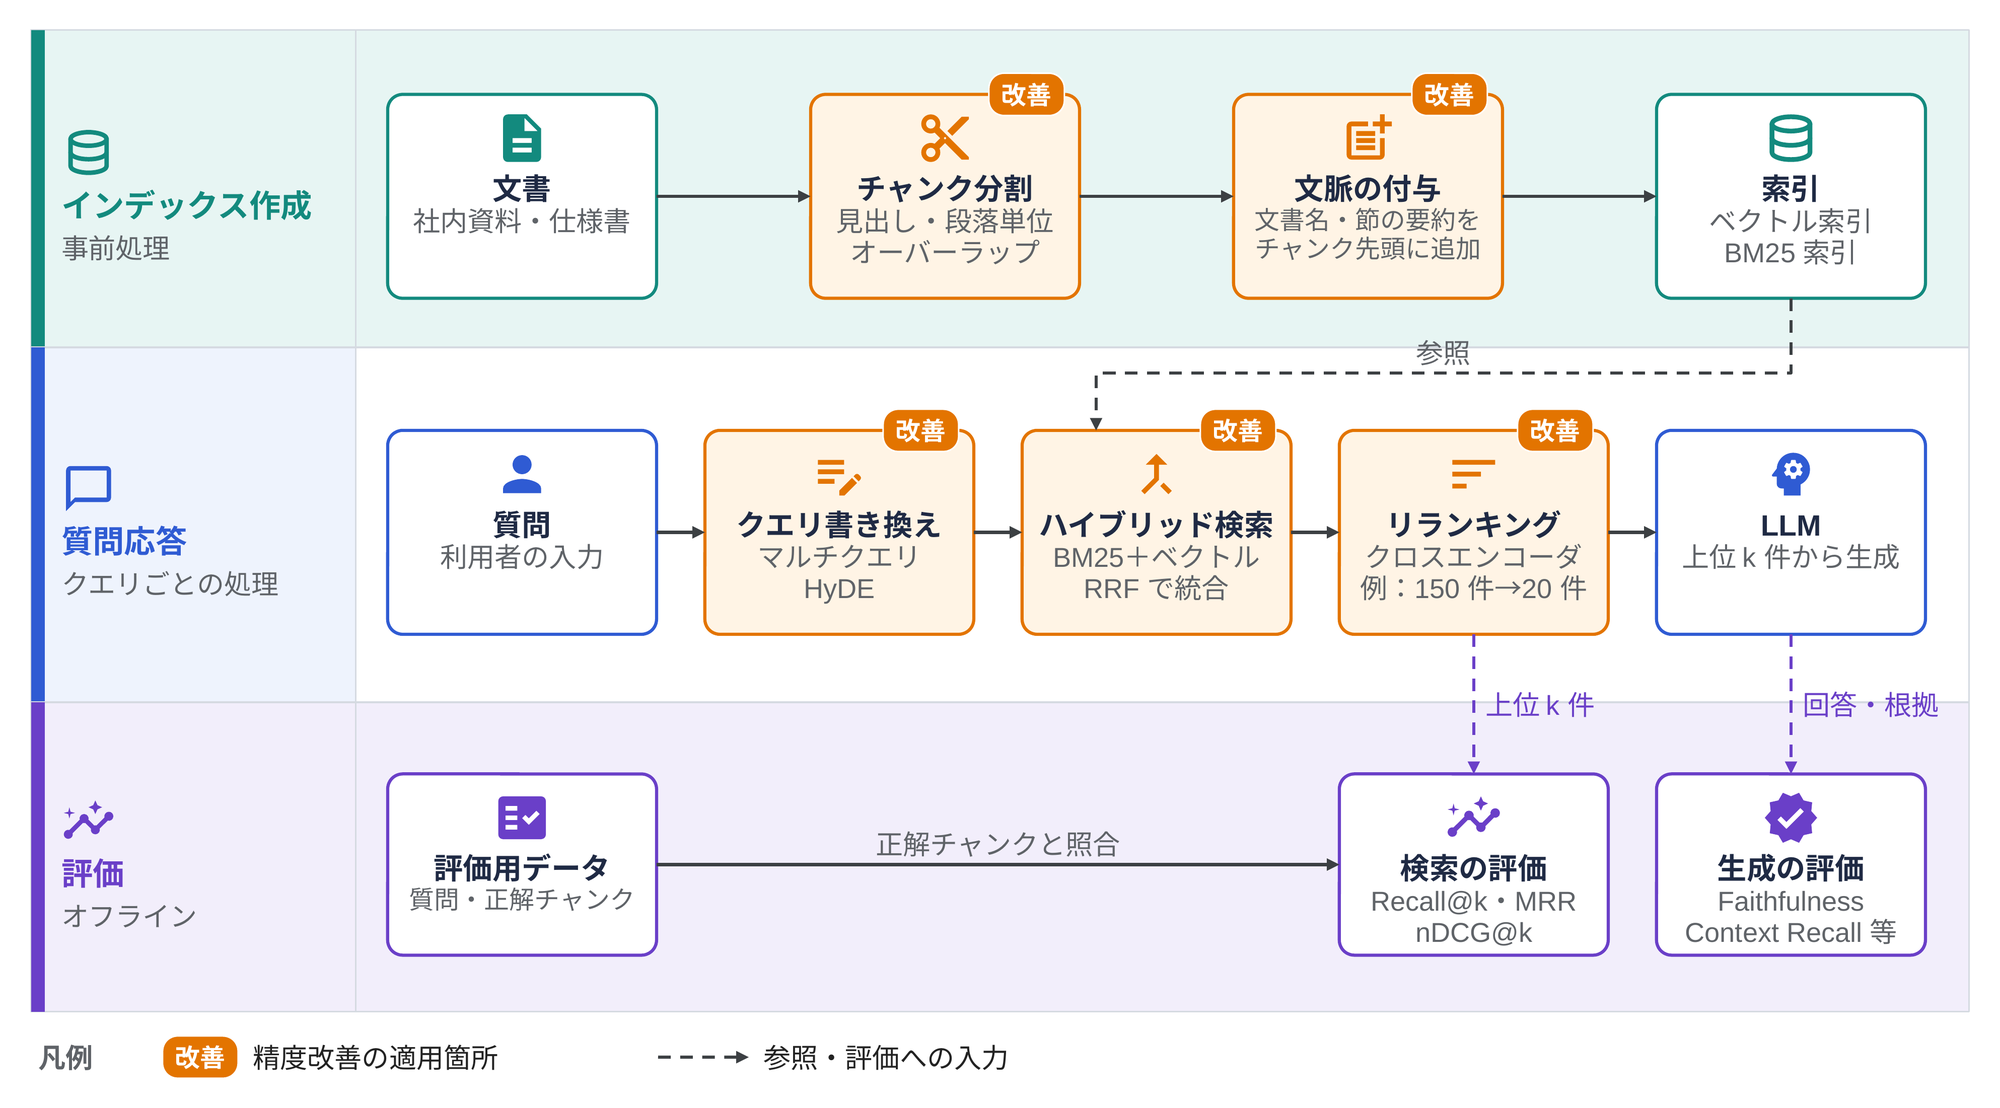 インデックス作成
事前処理
文書
社内資料・仕様書
改善
チャンク分割
見出し・段落単位
オーバーラップ
改善
文脈の付与
文書名・節の要約を
チャンク先頭に追加
索引
ベクトル索引
BM25 索引
参照
質問応答
クエリごとの処理
質問
利用者の入力
改善
クエリ書き換え
マルチクエリ
HyDE
改善
ハイブリッド検索
BM25＋ベクトル
RRF で統合
改善
リランキング
クロスエンコーダ
例：150 件→20 件
LLM
上位 k 件から生成
上位 k 件
回答・根拠
評価
オフライン
評価用データ
質問・正解チャンク
正解チャンクと照合
検索の評価
Recall@k・MRR
nDCG@k
生成の評価
Faithfulness
Context Recall 等
凡例
改善
精度改善の適用箇所
参照・評価への入力